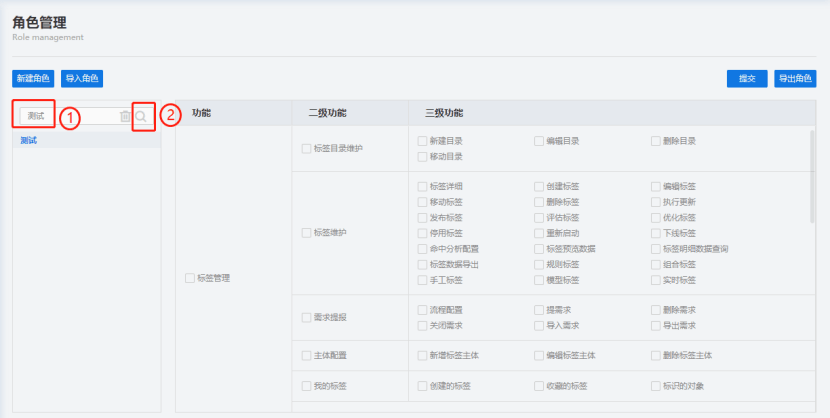 角色管理
Role management
新建角色 导入角色 提交 导出角色
测试 1 2 功能 二级功能 三级功能
测试
标签管理
标签目录维护
新建目录 编辑目录 删除目录
移动目录
标签维护
标签详细 创建标签 编辑标签
移动标签 删除标签 执行更新
发布标签 评估标签 优化标签
停用标签 重新启动 下线标签
命中分析配置 标签预览数据 标签明细数据查询
标签数据导出 规则标签 组合标签
手工标签 模型标签 实时标签
需求提报
流程配置 提需求 删除需求
关闭需求 导入需求 导出需求
主体配置 新增标签主体 编辑标签主体 删除标签主体
我的标签 创建的标签 收藏的标签 标识的对象